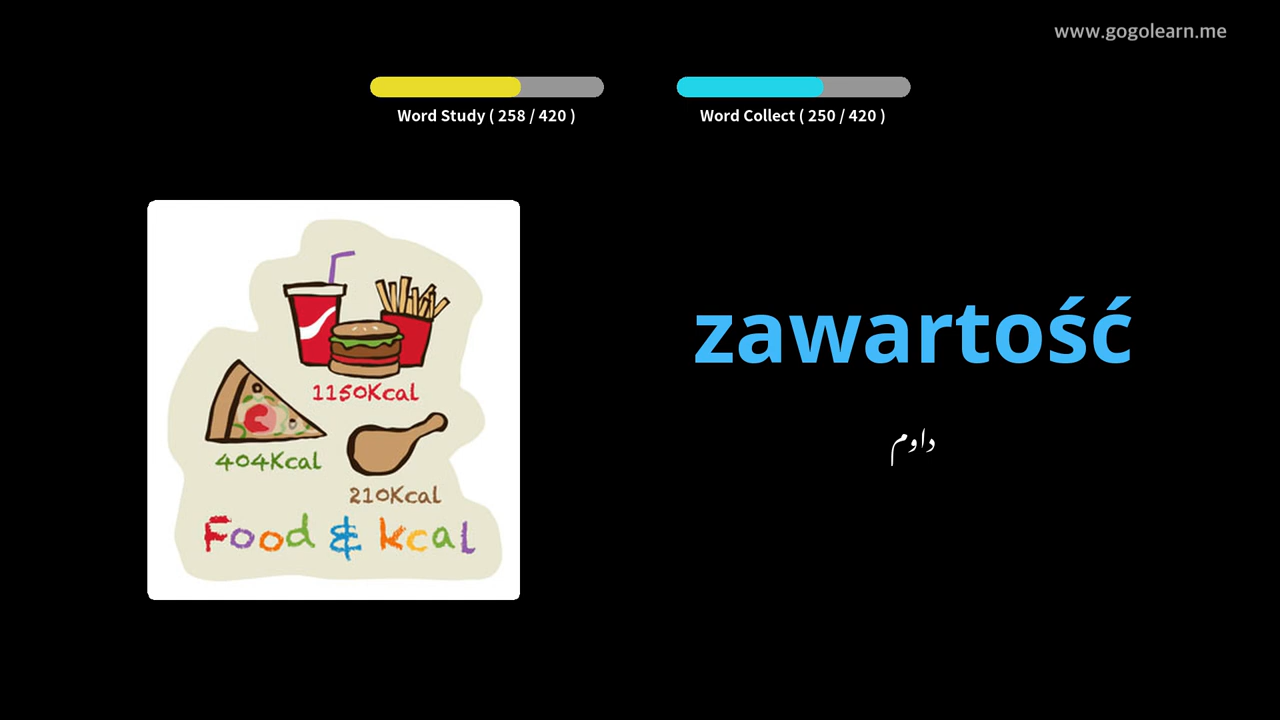 www.gogolearn.me
Word Study ( 258 / 420 )
Word Collect ( 250 / 420 )
1150Kcal
404Kcal
210Kcal
Food & kcal
zawartość
داوم